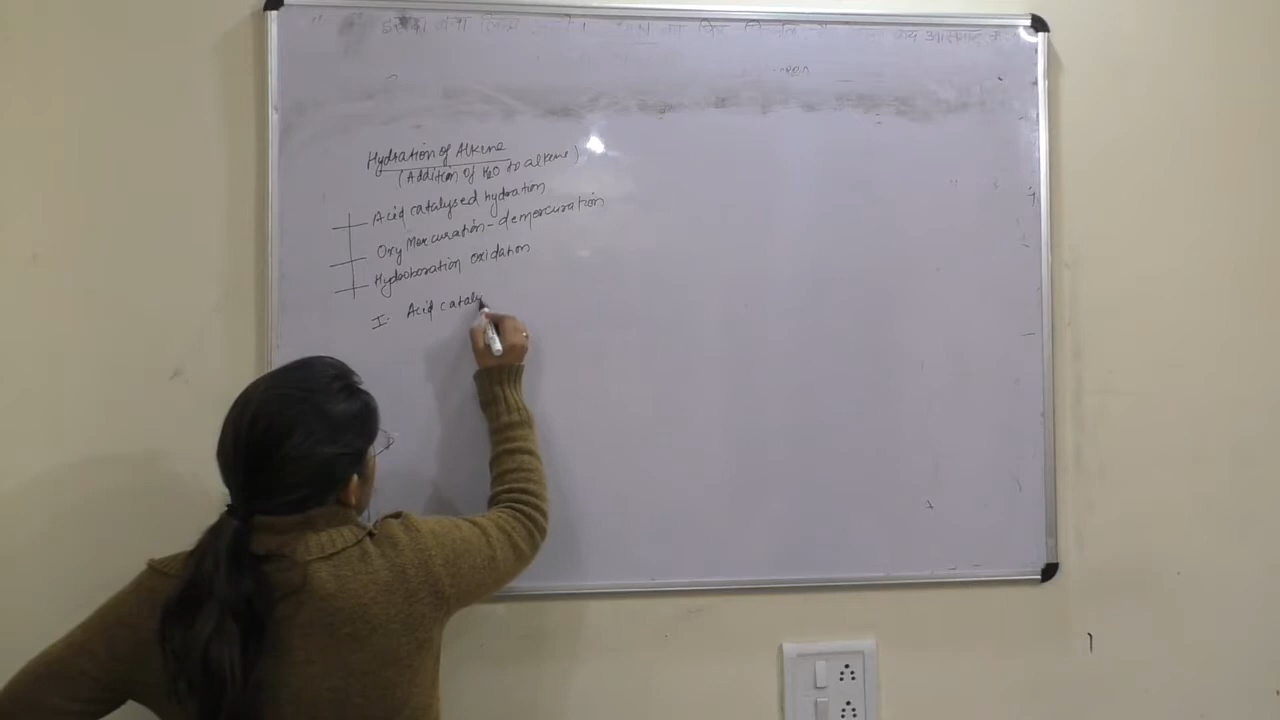 Hydration of Alkene
(Addition of H₂O to alkene)
Acid catalysed hydration
Oxy Mercuration - demercuration
Hydroboration oxidation
I. Acid cataly